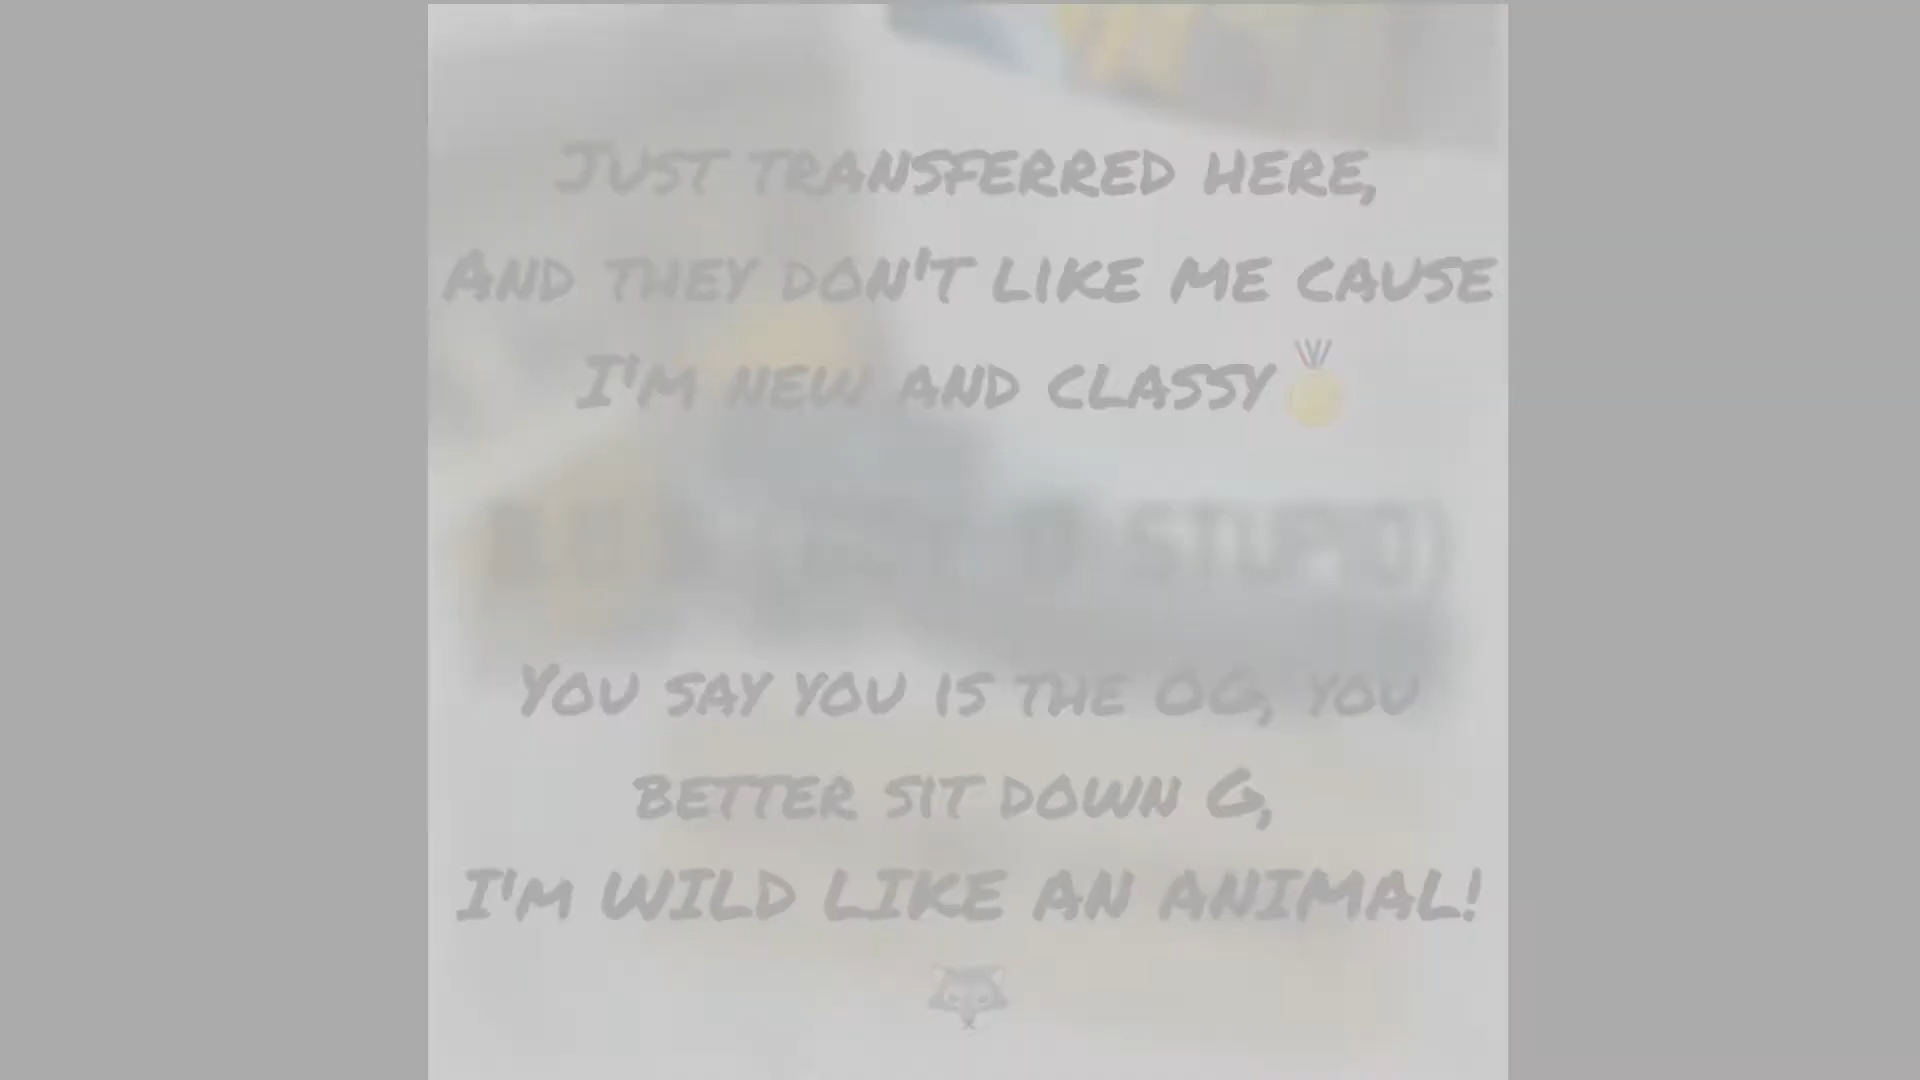 Just transferred here,
And they don't like me cause
I'm new and classy🏅
STUPID)
You say you is the OG, you
better sit down G,
I'm WILD LIKE AN ANIMAL!
🐺